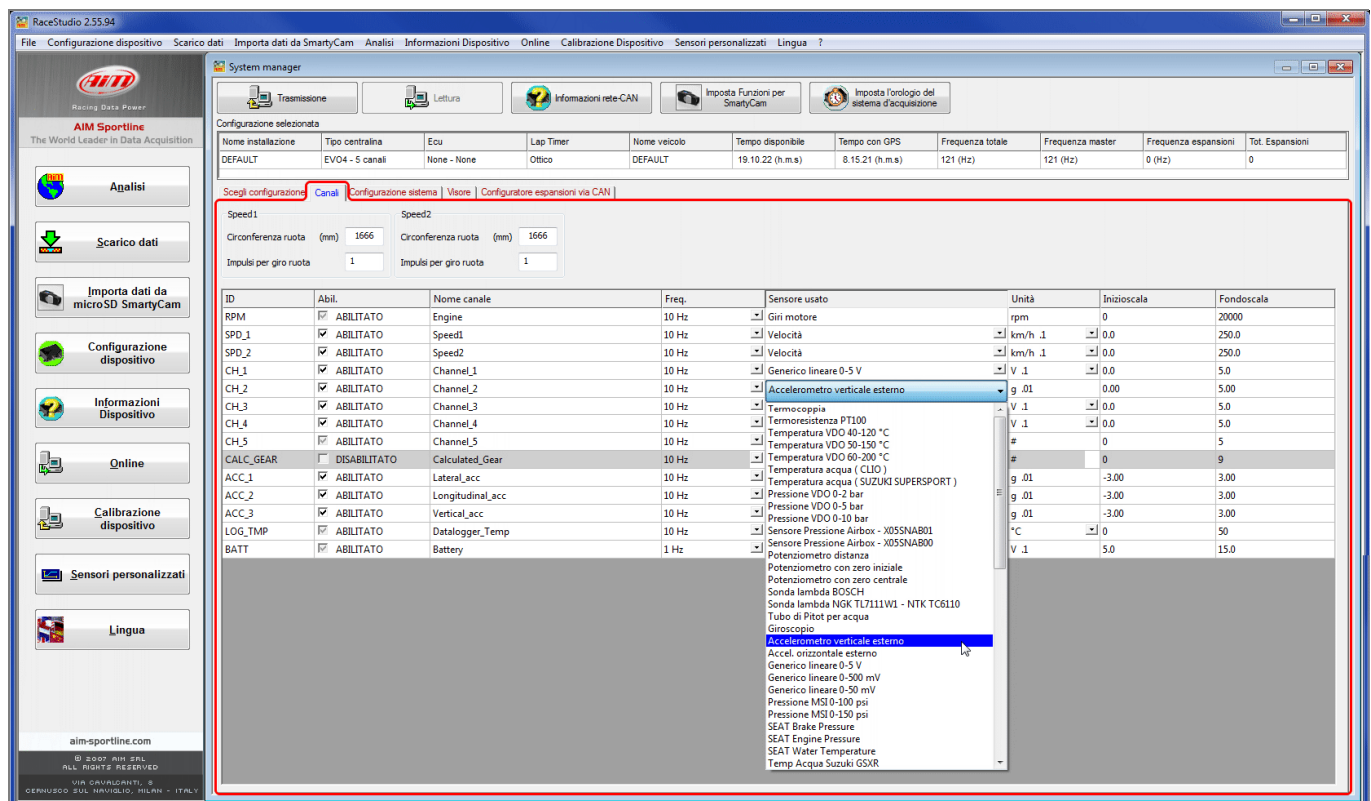 RaceStudio 2.55.94
File Configurazione dispositivo Scarico dati Importa dati da SmartyCam Analisi Informazioni Dispositivo Online Calibrazione Dispositivo Sensori personalizzati Lingua ?
AiM
Racing Data Power
AIM Sportline
The World Leader in Data Acquisition
Analisi
Scarico dati
Importa dati da
microSD SmartyCam
Configurazione
dispositivo
Informazioni
Dispositivo
Online
Calibrazione
dispositivo
Sensori personalizzati
Lingua
aim-sportline.com
© 2007 AIM SRL
ALL RIGHTS RESERVED
VIA CAVALCANTI, 8
CERNUSCO SUL NAVIGLIO, MILAN - ITALY
System manager
Trasmissione
Lettura
Informazioni rete-CAN
Imposta Funzioni per
SmartyCam
Imposta l'orologio del
sistema d'acquisizione
Configurazione selezionata
Nome installazione Tipo centralina Ecu Lap Timer Nome veicolo Tempo disponibile Tempo con GPS Frequenza totale Frequenza master Frequenza espansioni Tot. Espansioni
DEFAULT EVO4 - 5 canali None - None Ottico DEFAULT 19.10.22 (h.m.s) 8.15.21 (h.m.s) 121 (Hz) 121 (Hz) 0 (Hz) 0
Scegli configurazione Canali Configurazione sistema Visore Configuratore espansioni via CAN
Speed1 Speed2
Circonferenza ruota (mm) 1666 Circonferenza ruota (mm) 1666
Impulsi per giro ruota 1 Impulsi per giro ruota 1
ID Abil. Nome canale Freq. Sensore usato Unità Inizioscala Fondoscala
RPM ABILITATO Engine 10 Hz Giri motore rpm 0 20000
SPD_1 ABILITATO Speed1 10 Hz Velocità km/h .1 0.0 250.0
SPD_2 ABILITATO Speed2 10 Hz Velocità km/h .1 0.0 250.0
CH_1 ABILITATO Channel_1 10 Hz Generico lineare 0-5 V V .1 0.0 5.0
CH_2 ABILITATO Channel_2 10 Hz Accelerometro verticale esterno g .01 0.00 5.00
CH_3 ABILITATO Channel_3 10 Hz V .1 0.0 5.0
CH_4 ABILITATO Channel_4 10 Hz V .1 0.0 5.0
CH_5 ABILITATO Channel_5 10 Hz # 0 5
CALC_GEAR DISABILITATO Calculated_Gear 10 Hz # 0 9
ACC_1 ABILITATO Lateral_acc 10 Hz g .01 -3.00 3.00
ACC_2 ABILITATO Longitudinal_acc 10 Hz g .01 -3.00 3.00
ACC_3 ABILITATO Vertical_acc 10 Hz g .01 -3.00 3.00
LOG_TMP ABILITATO Datalogger_Temp 10 Hz °C 0 50
BATT ABILITATO Battery 1 Hz V .1 5.0 15.0
Termocoppia
Termoresistenza PT100
Temperatura VDO 40-120 °C
Temperatura VDO 50-150 °C
Temperatura VDO 60-200 °C
Temperatura acqua ( CLIO )
Temperatura acqua ( SUZUKI SUPERSPORT )
Pressione VDO 0-2 bar
Pressione VDO 0-5 bar
Pressione VDO 0-10 bar
Sensore Pressione Airbox - X05SNAB01
Sensore Pressione Airbox - X05SNAB00
Potenziometro distanza
Potenziometro con zero iniziale
Potenziometro con zero centrale
Sonda lambda BOSCH
Sonda lambda NGK TL7111W1 - NTK TC6110
Tubo di Pitot per acqua
Giroscopio
Accelerometro verticale esterno
Accel. orizzontale esterno
Generico lineare 0-5 V
Generico lineare 0-500 mV
Generico lineare 0-50 mV
Pressione MSI 0-100 psi
Pressione MSI 0-150 psi
SEAT Brake Pressure
SEAT Engine Pressure
SEAT Water Temperature
Temp Acqua Suzuki GSXR